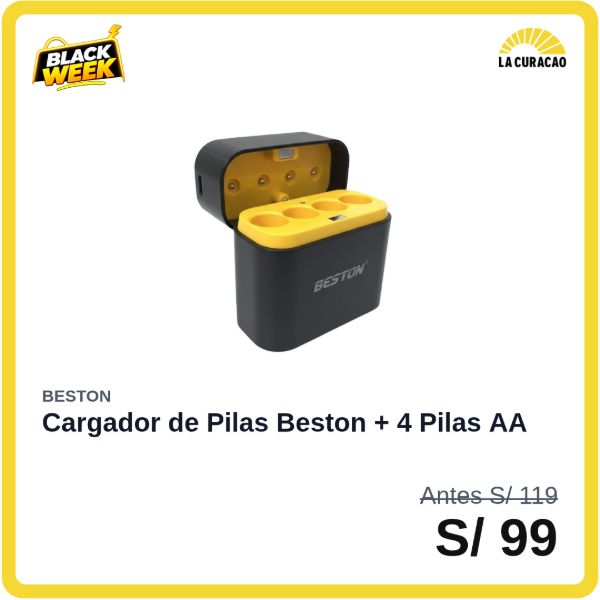 BLACK
WEEK
LA CURACAO
BESTON®
BESTON
Cargador de Pilas Beston + 4 Pilas AA
Antes S/ 119
S/ 99